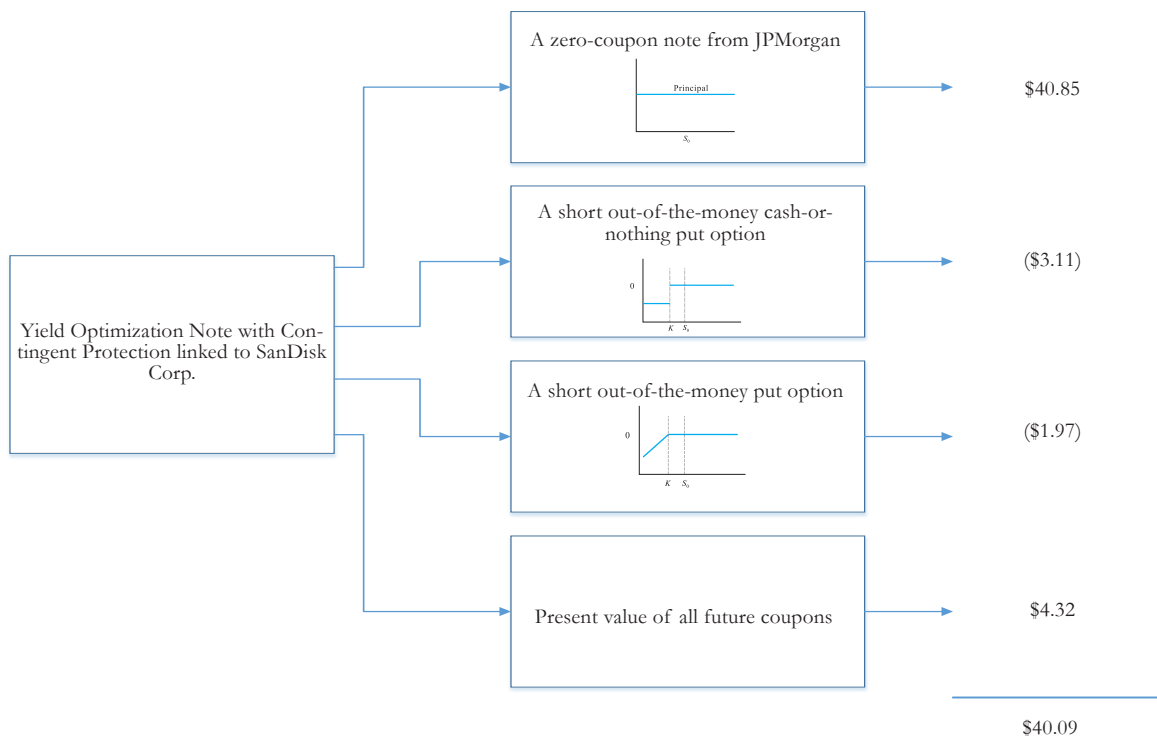 A zero-coupon note from JPMorgan
Principal
S0
$40.85
A short out-of-the-money cash-or-
nothing put option
0
K S0
($3.11)
Yield Optimization Note with Con-
tingent Protection linked to SanDisk
Corp.
A short out-of-the-money put option
0
K S0
($1.97)
Present value of all future coupons
$4.32
$40.09